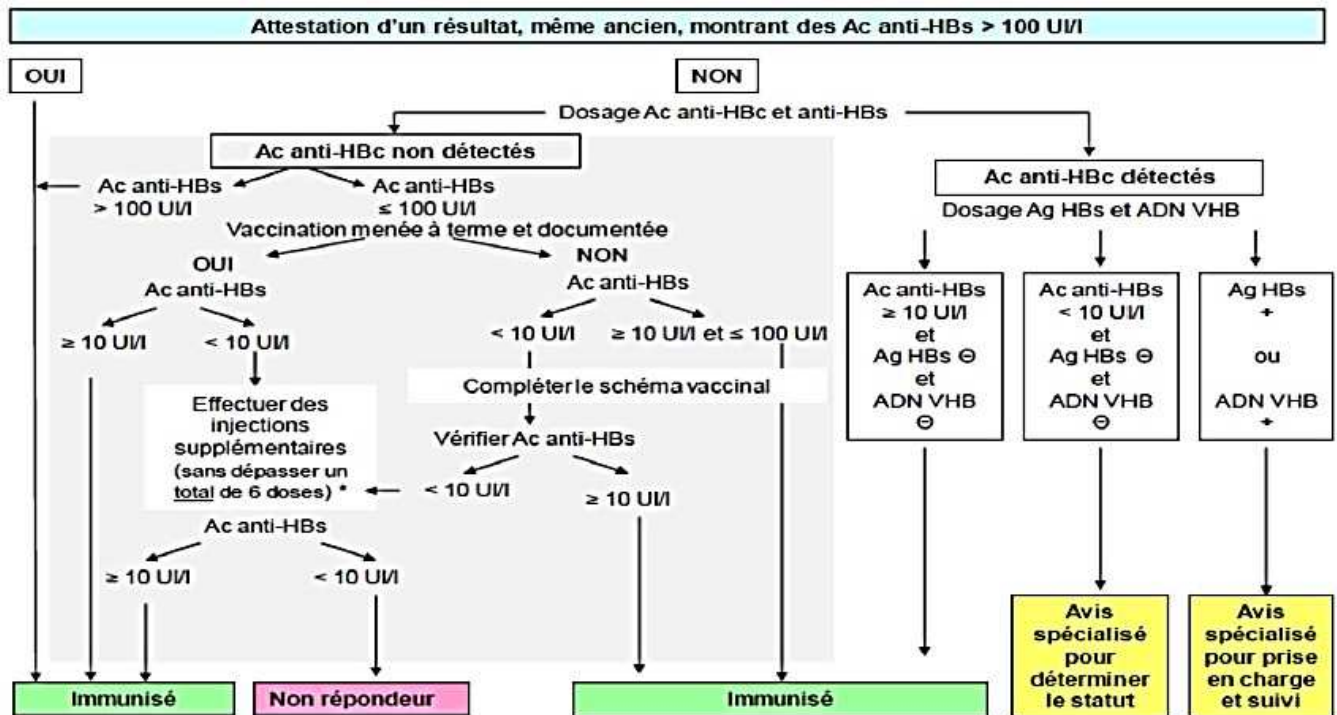 Attestation d'un résultat, même ancien, montrant des Ac anti-HBs > 100 UI/l
OUI
NON
Dosage Ac anti-HBc et anti-HBs
Ac anti-HBc non détectés
Ac anti-HBs
> 100 UI/l
Ac anti-HBs
≤ 100 UI/l
Vaccination menée à terme et documentée
OUI
Ac anti-HBs
≥ 10 UI/l
< 10 UI/l
Effectuer des
injections
supplémentaires
(sans dépasser un
total de 6 doses) *
Ac anti-HBs
≥ 10 UI/l
< 10 UI/l
NON
Ac anti-HBs
< 10 UI/l
≥ 10 UI/l et ≤ 100 UI/l
Compléter le schéma vaccinal
Vérifier Ac anti-HBs
< 10 UI/l
≥ 10 UI/l
Ac anti-HBc détectés
Dosage Ag HBs et ADN VHB
Ac anti-HBs
≥ 10 UI/l
et
Ag HBs ⊖
et
ADN VHB
⊖
Ac anti-HBs
< 10 UI/l
et
Ag HBs ⊖
et
ADN VHB
⊖
Ag HBs
+
ou
ADN VHB
+
Immunisé
Non répondeur
Immunisé
Avis
spécialisé
pour
déterminer
le statut
Avis
spécialisé
pour prise
en charge
et suivi